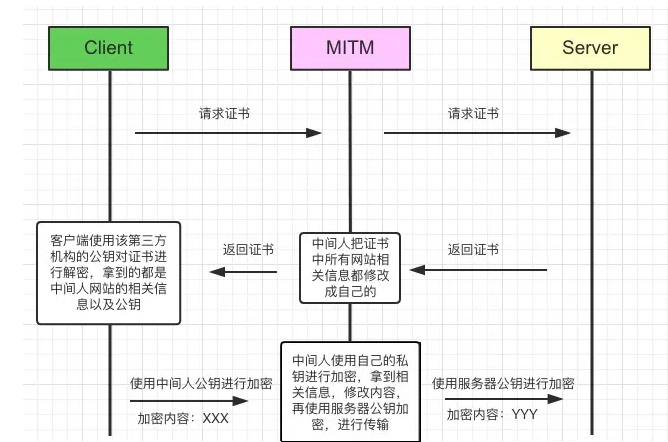 Client
MITM
Server
请求证书
请求证书
客户端使用该第三方
机构的公钥对证书进
行解密，拿到的都是
中间人网站的相关信
息以及公钥
返回证书
中间人把证书
中所有网站相
关信息都修改
成自己的
返回证书
使用中间人公钥进行加密
加密内容：XXX
中间人使用自己的私
钥进行加密，拿到相
关信息，修改内容，
再使用服务器公钥加
密，进行传输
使用服务器公钥进行加密
加密内容：YYY